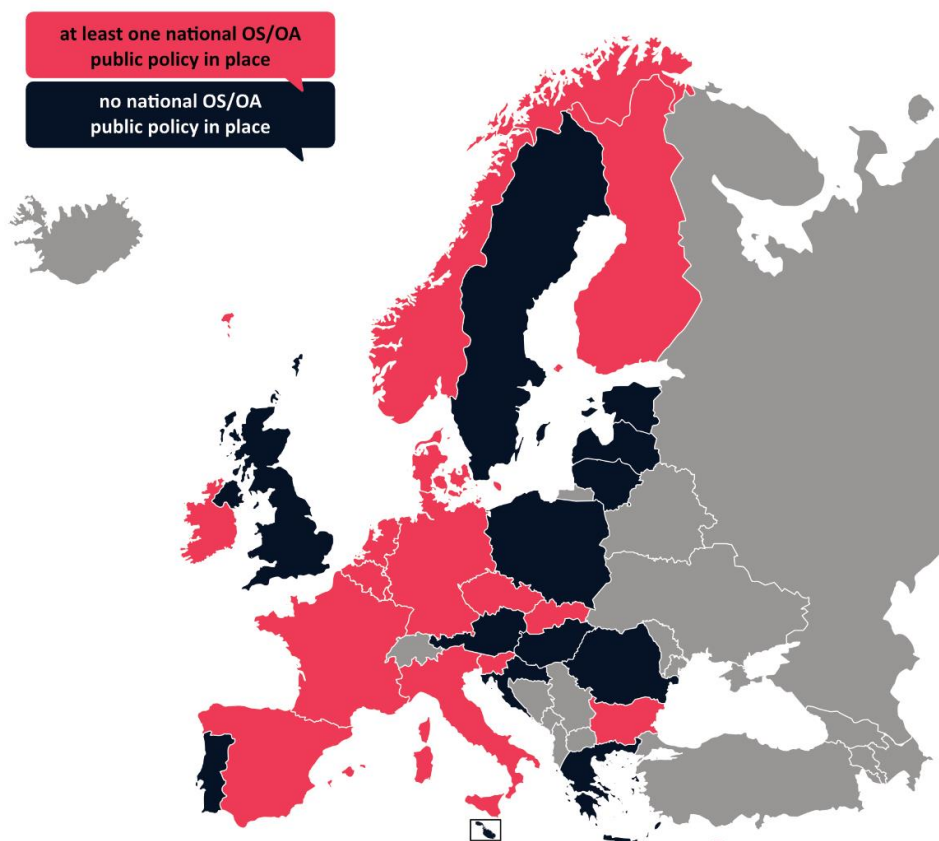 at least one national OS/OA
public policy in place
no national OS/OA
public policy in place